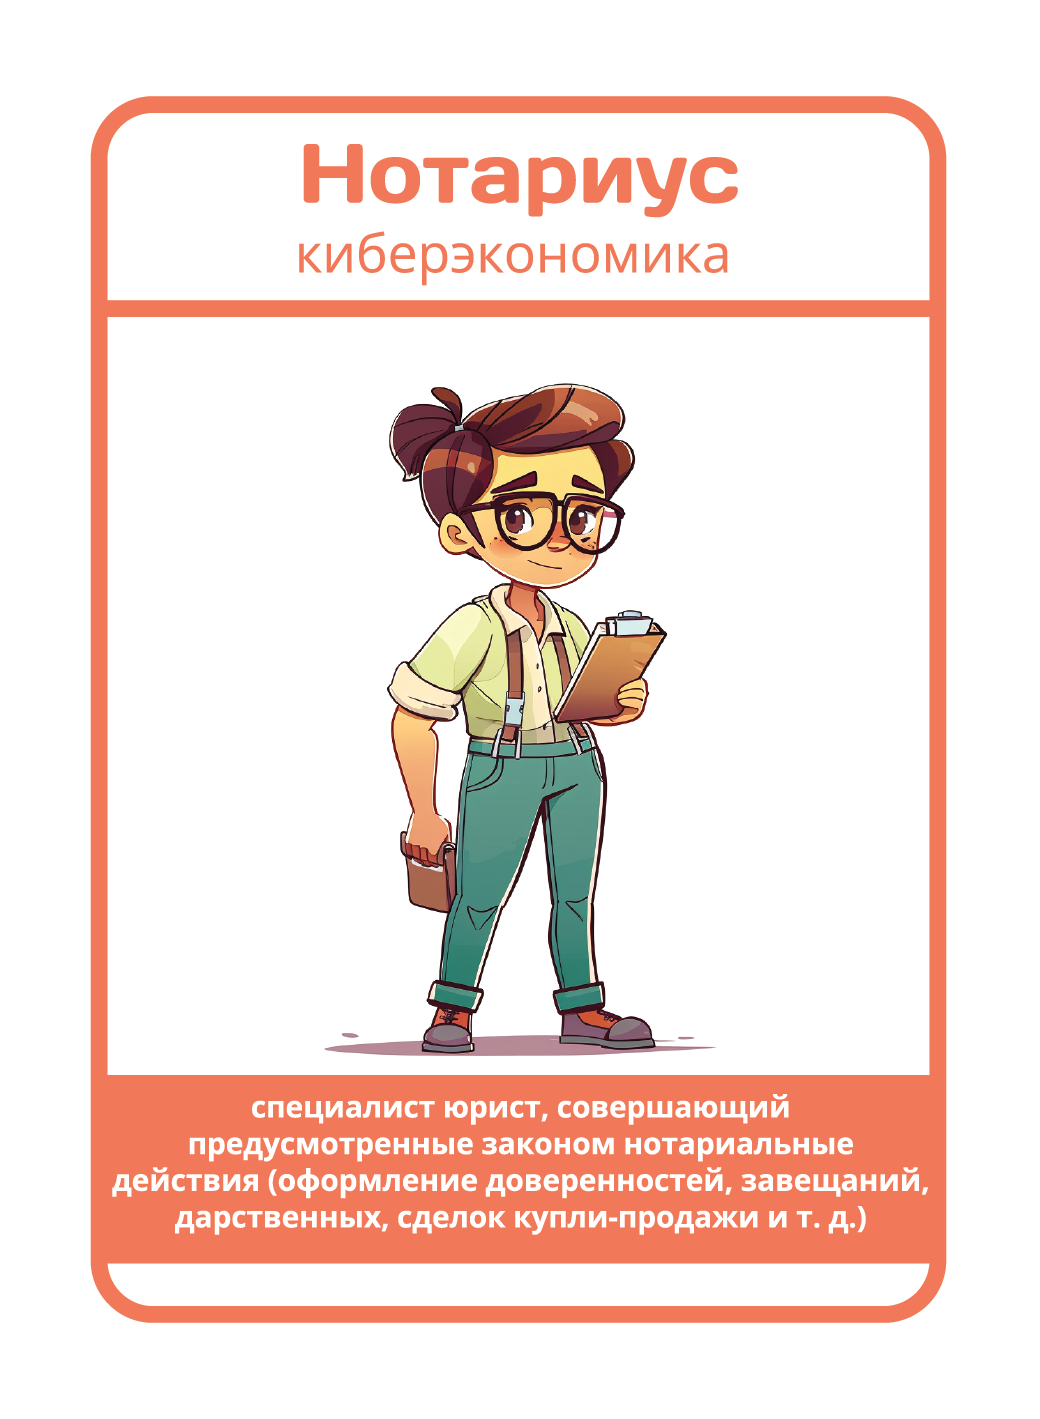 Нотариус
киберэкономика
специалист юрист, совершающий
предусмотренные законом нотариальные
действия (оформление доверенностей, завещаний,
дарственных, сделок купли-продажи и т. д.)